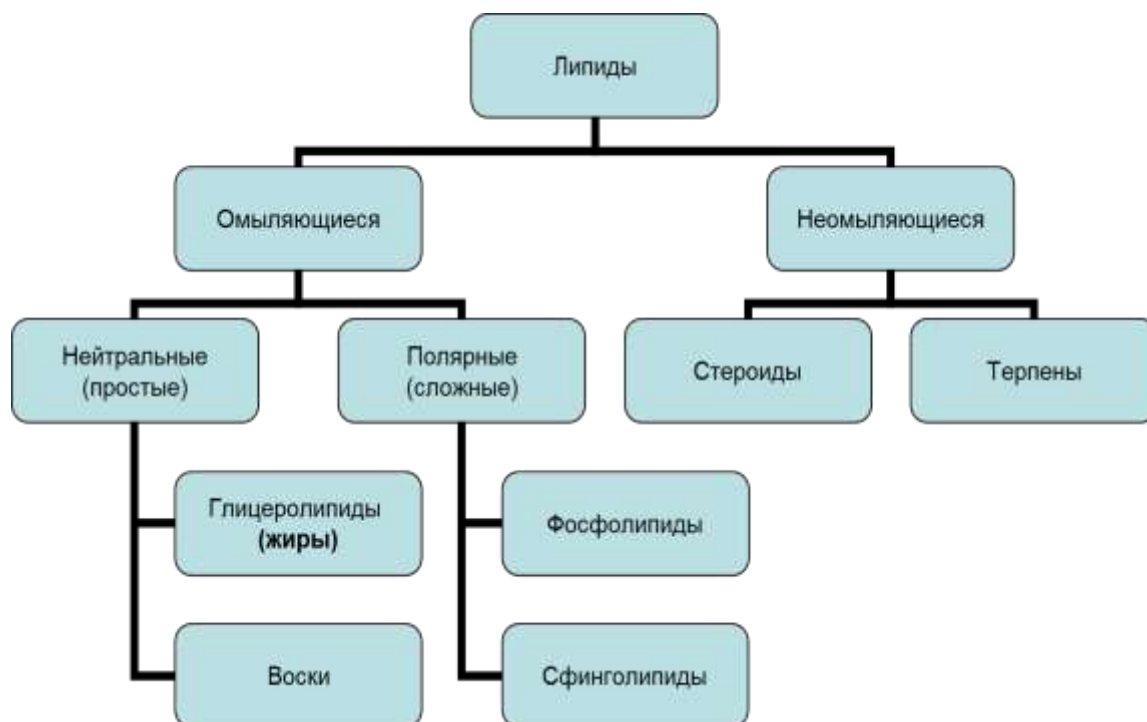 Липиды
Омыляющиеся
Неомыляющиеся
Нейтральные
(простые)
Полярные
(сложные)
Стероиды
Терпены
Глицеролипиды
(жиры)
Фосфолипиды
Воски
Сфинголипиды